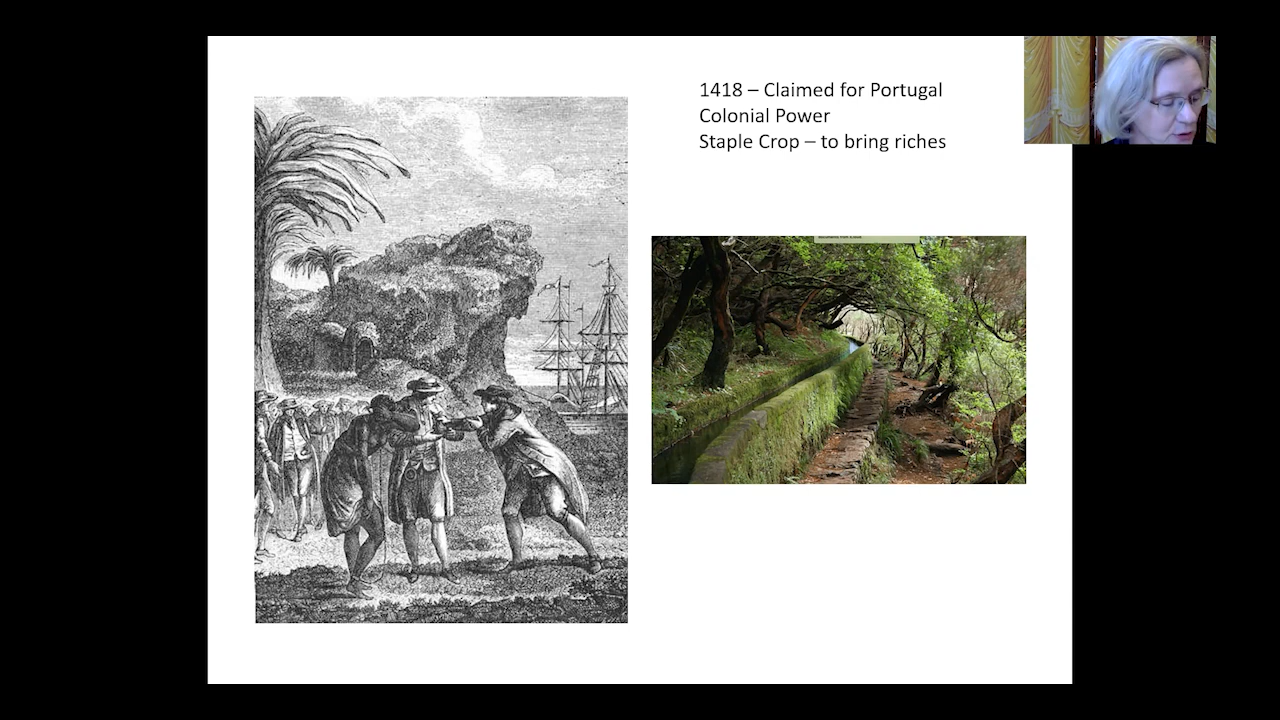 1418 – Claimed for Portugal
Colonial Power
Staple Crop – to bring riches